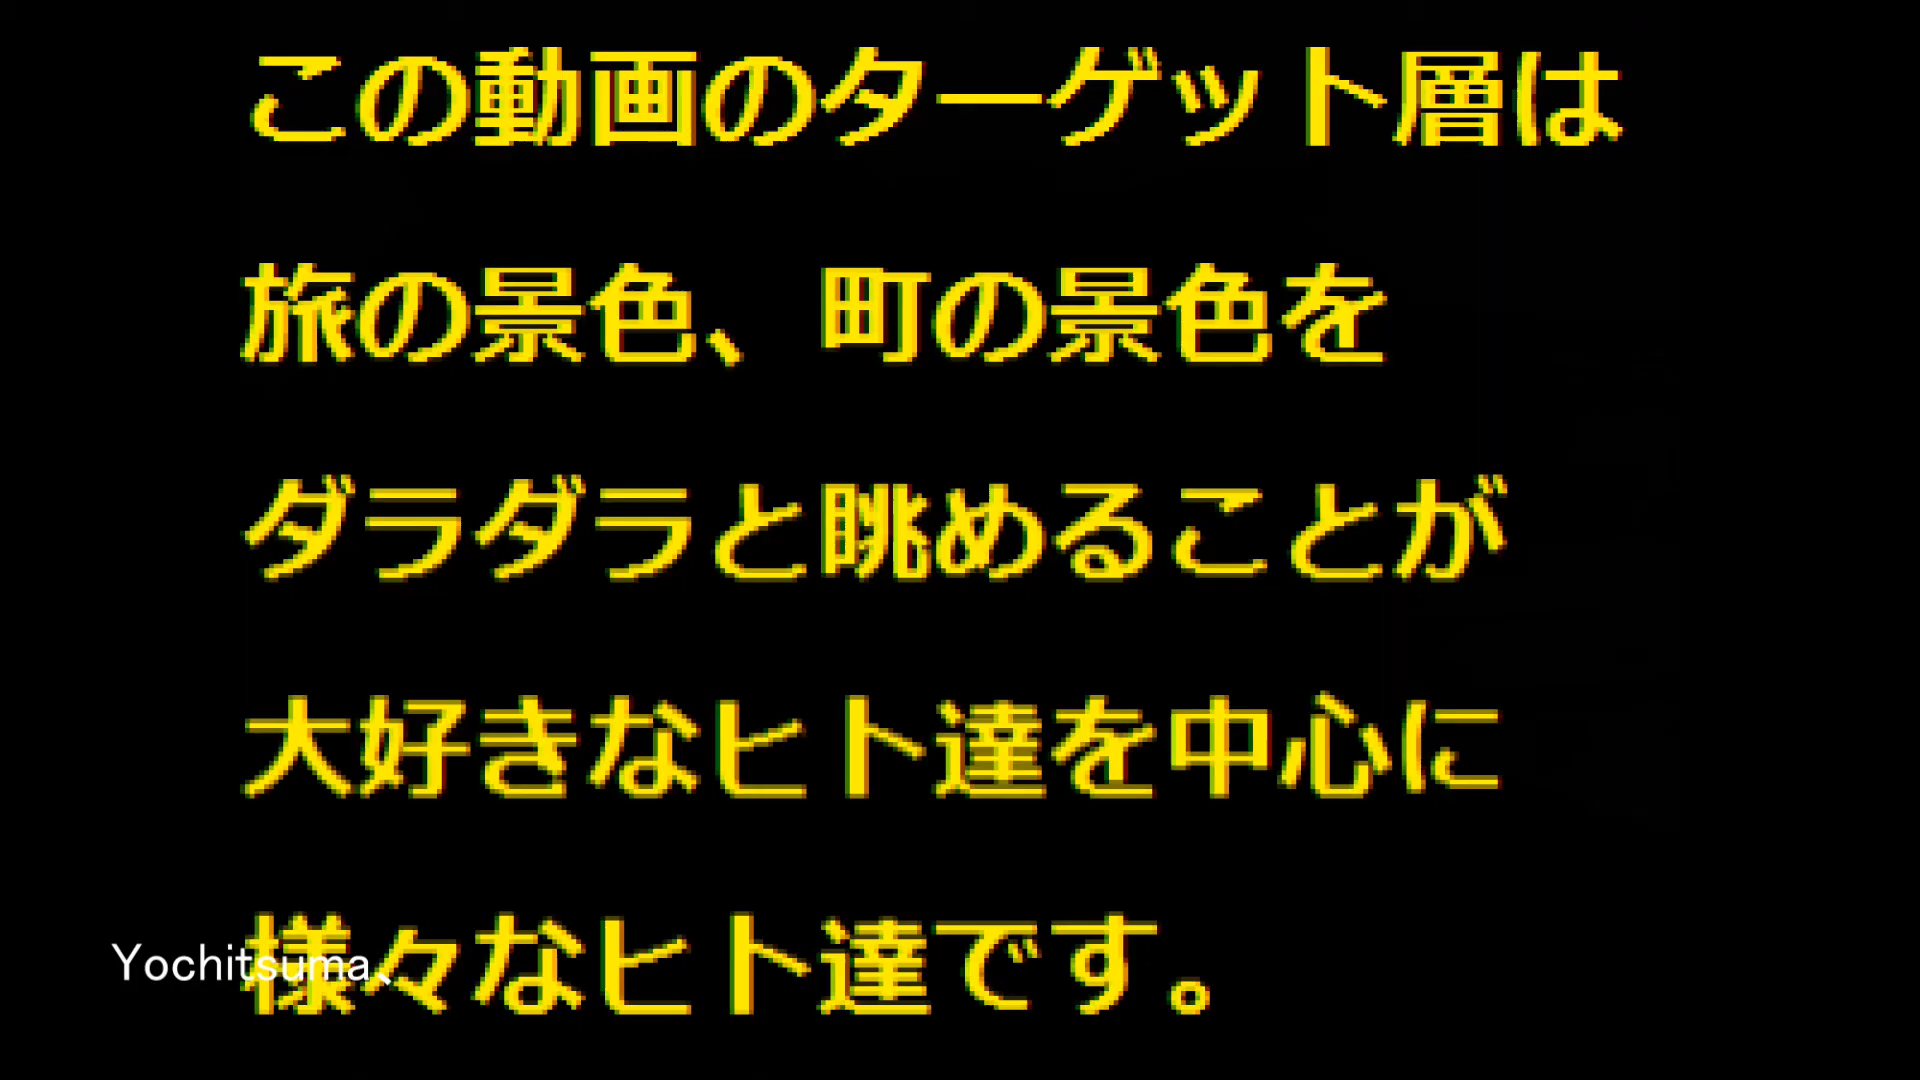 この動画のターゲット層は
旅の景色、町の景色を
ダラダラと眺めることが
大好きなヒト達を中心に
様々なヒト達です。
Yochitsuma、